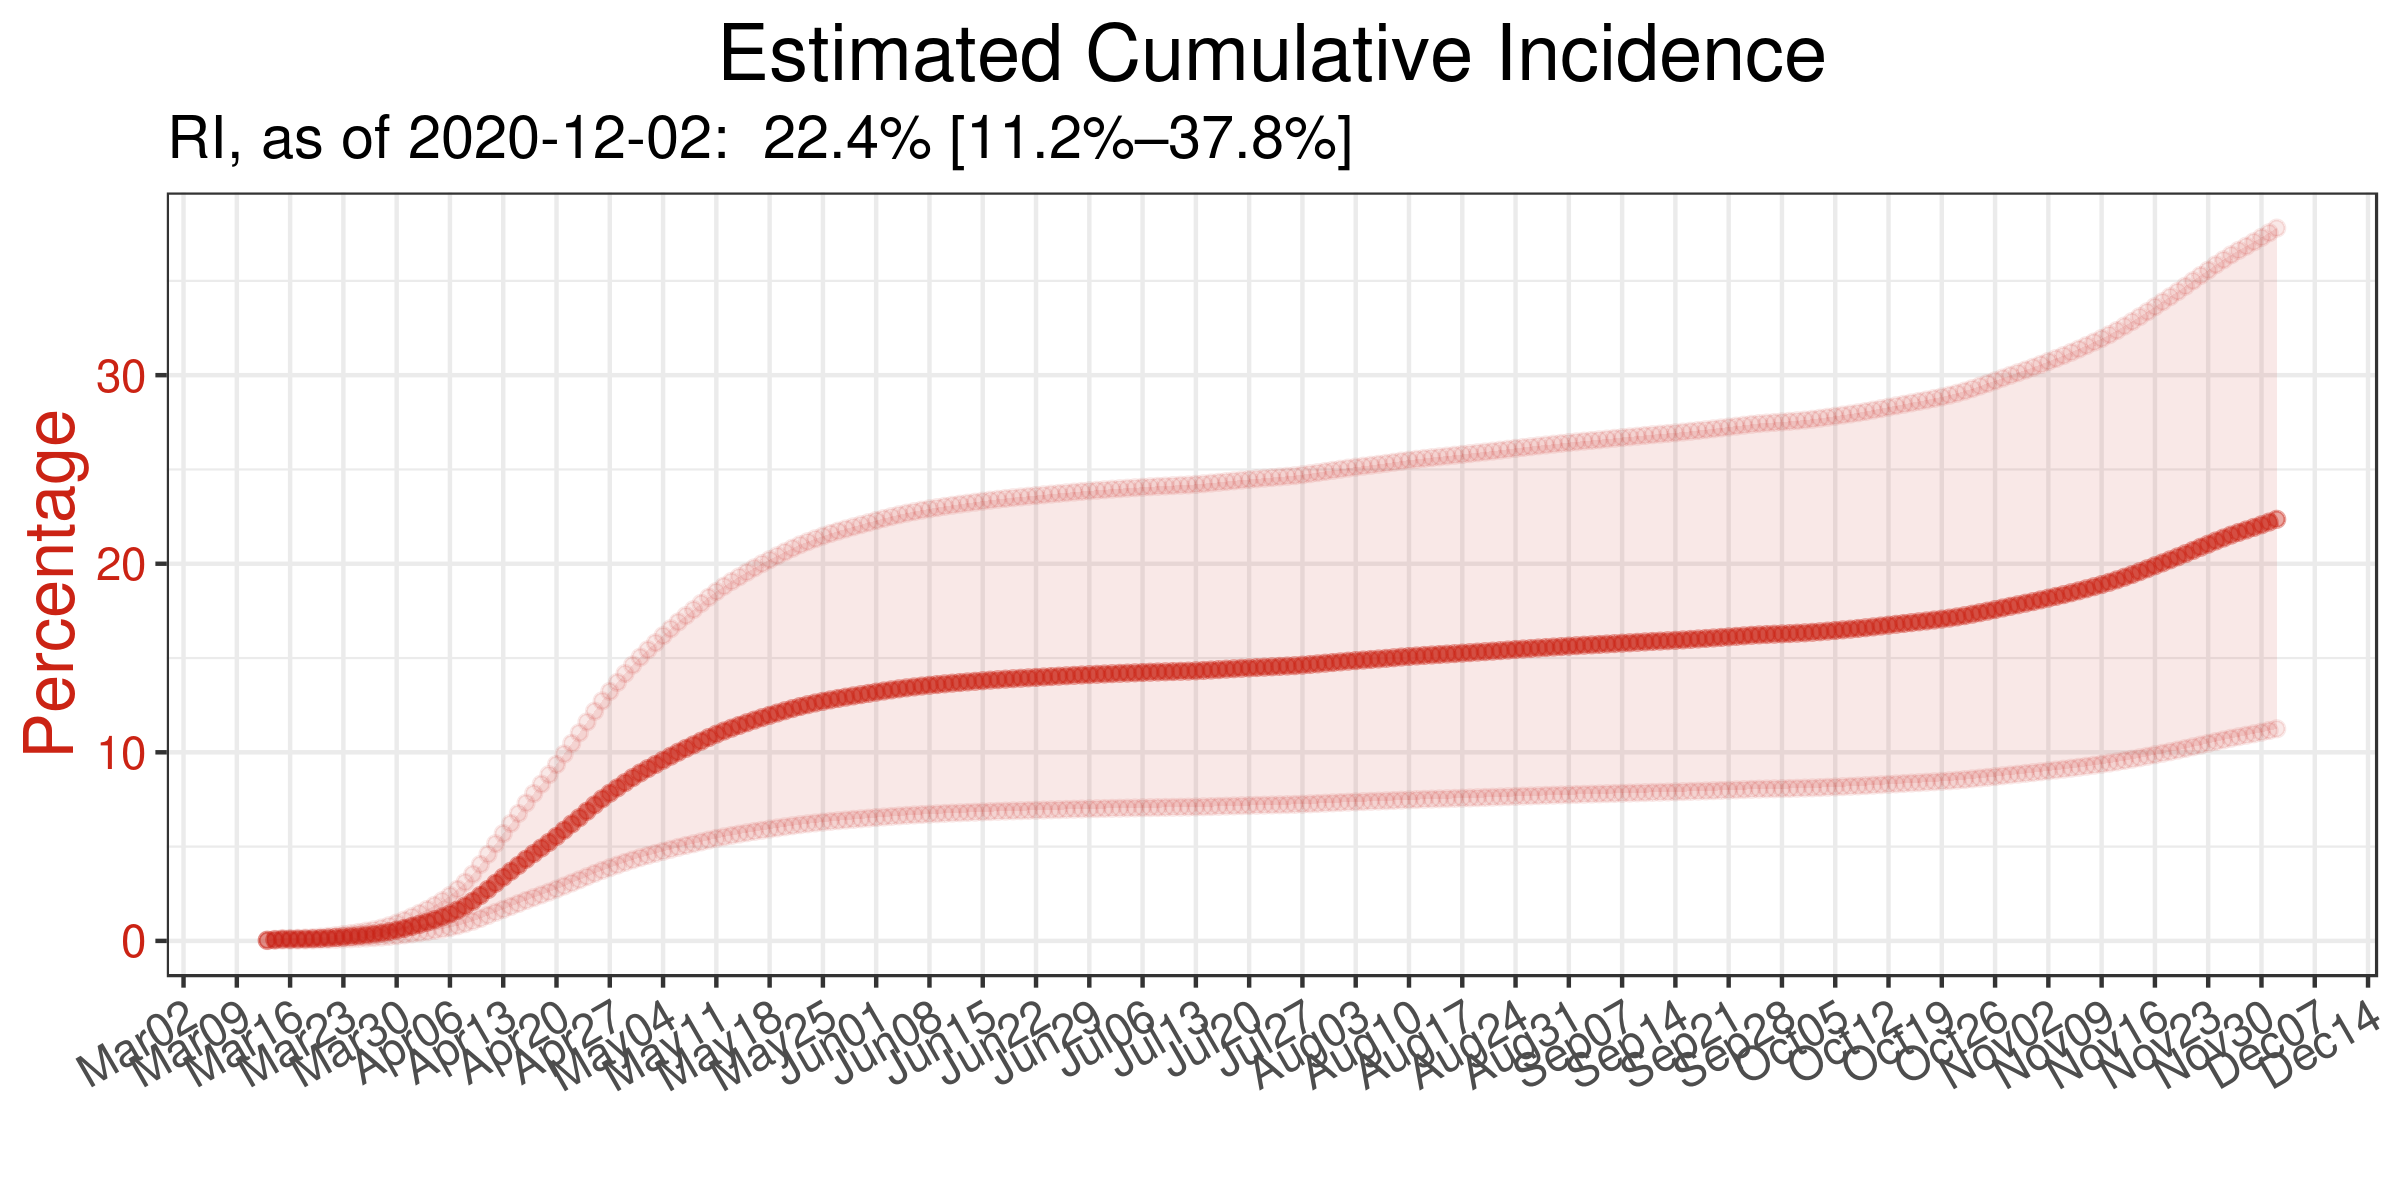 Estimated Cumulative Incidence
RI, as of 2020-12-02:  22.4% [11.2%–37.8%]
Percentage
30
20
10
0
Mar02
Mar09
Mar16
Mar23
Mar30
Apr06
Apr13
Apr20
Apr27
May04
May11
May18
May25
Jun01
Jun08
Jun15
Jun22
Jun29
Jul06
Jul13
Jul20
Jul27
Aug03
Aug10
Aug17
Aug24
Aug31
Sep07
Sep14
Sep21
Sep28
Oct05
Oct12
Oct19
Oct26
Nov02
Nov09
Nov16
Nov23
Nov30
Dec07
Dec14